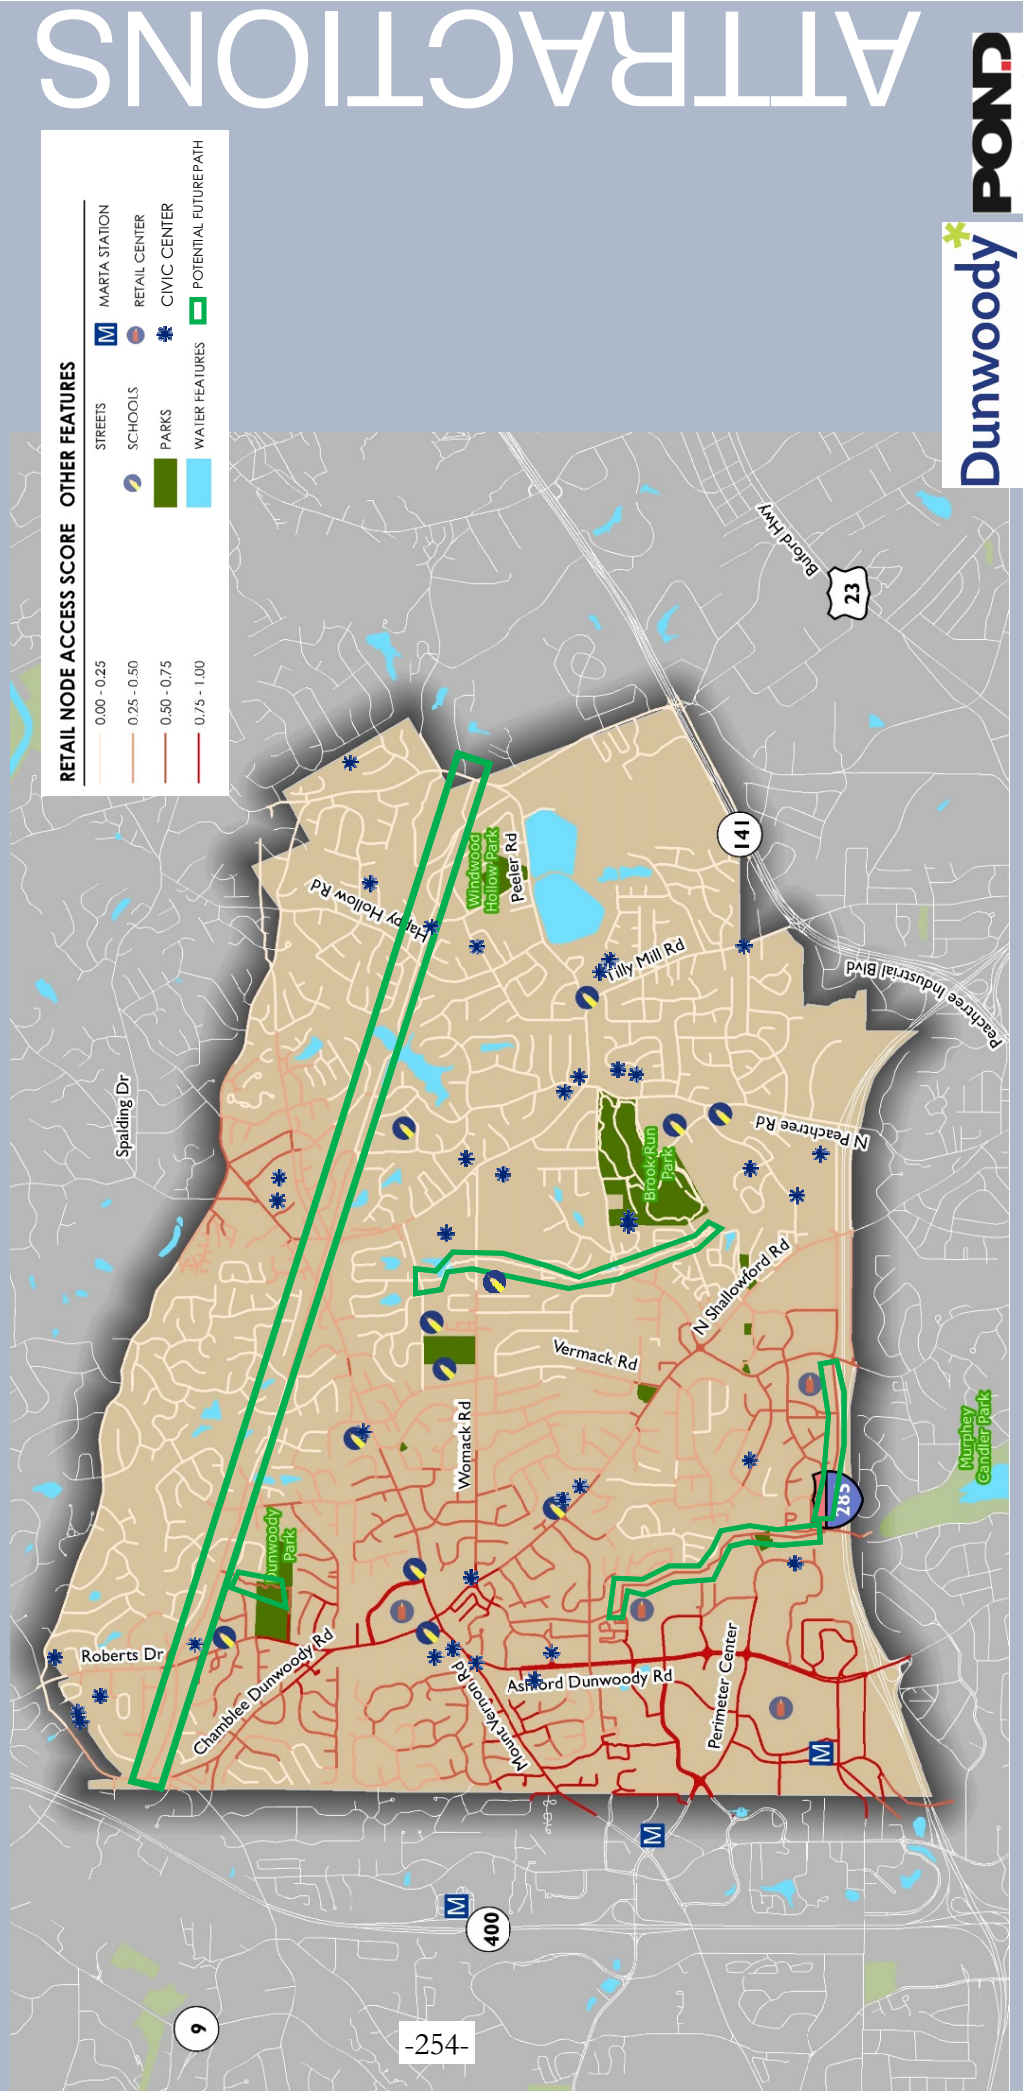 ATTRACTIONS
POND
Dunwoody
RETAIL NODE ACCESS SCORE
0.00 - 0.25
0.25 - 0.50
0.50 - 0.75
0.75 - 1.00
OTHER FEATURES
STREETS
SCHOOLS
PARKS
WATER FEATURES
M MARTA STATION
RETAIL CENTER
CIVIC CENTER
POTENTIAL FUTURE PATH
Spalding Dr
Happy Hollow Rd
Windwood
Hollow Park
Peeler Rd
Tilly Mill Rd
141
Buford Hwy
23
Peachtree Industrial Blvd
N Peachtree Rd
Brook Run
Park
N Shallowford Rd
Vermack Rd
Womack Rd
Dunwoody
Park
Roberts Dr
Chamblee Dunwoody Rd
Mount Vernon Rd
Ashford Dunwoody Rd
Perimeter Center
285
Murphey
Candler Park
M
M
M
400
9
-254-